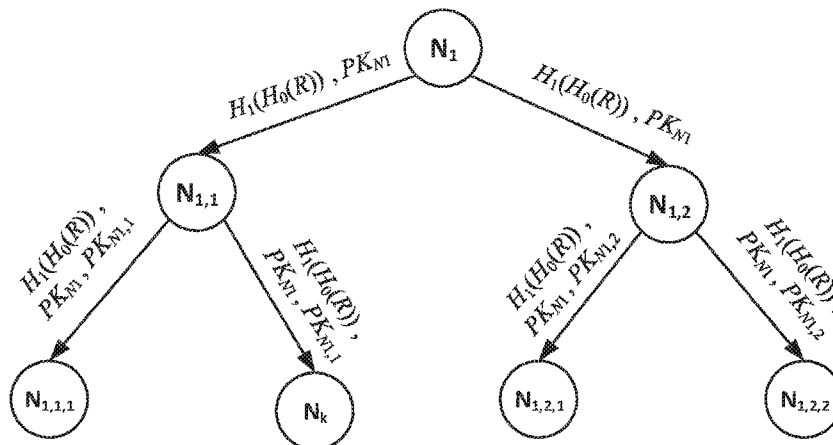 N1
H1(H0(R)) , PKN1
H1(H0(R)) , PKN1
N1,1
N1,2
H1(H0(R)) ,
PKN1 , PKN1,1
H1(H0(R)) ,
PKN1 , PKN1,1
H1(H0(R)) ,
PKN1 , PKN1,2
H1(H0(R)) ,
PKN1 , PKN1,2
N1,1,1
Nk
N1,2,1
N1,2,2